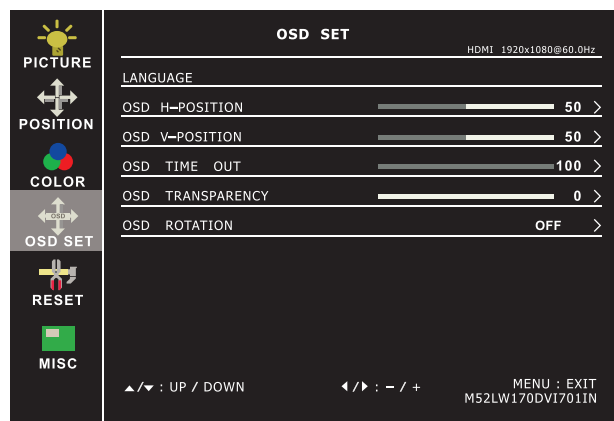 PICTURE
POSITION
COLOR
OSD
OSD SET
RESET
MISC
OSD SET
HDMI 1920x1080@60.0Hz
LANGUAGE
OSD H-POSITION 50 >
OSD V-POSITION 50 >
OSD TIME OUT 100 >
OSD TRANSPARENCY 0 >
OSD ROTATION OFF >
▲/▼ : UP / DOWN ◀/▶ : - / + MENU : EXIT
M52LW170DVI701IN